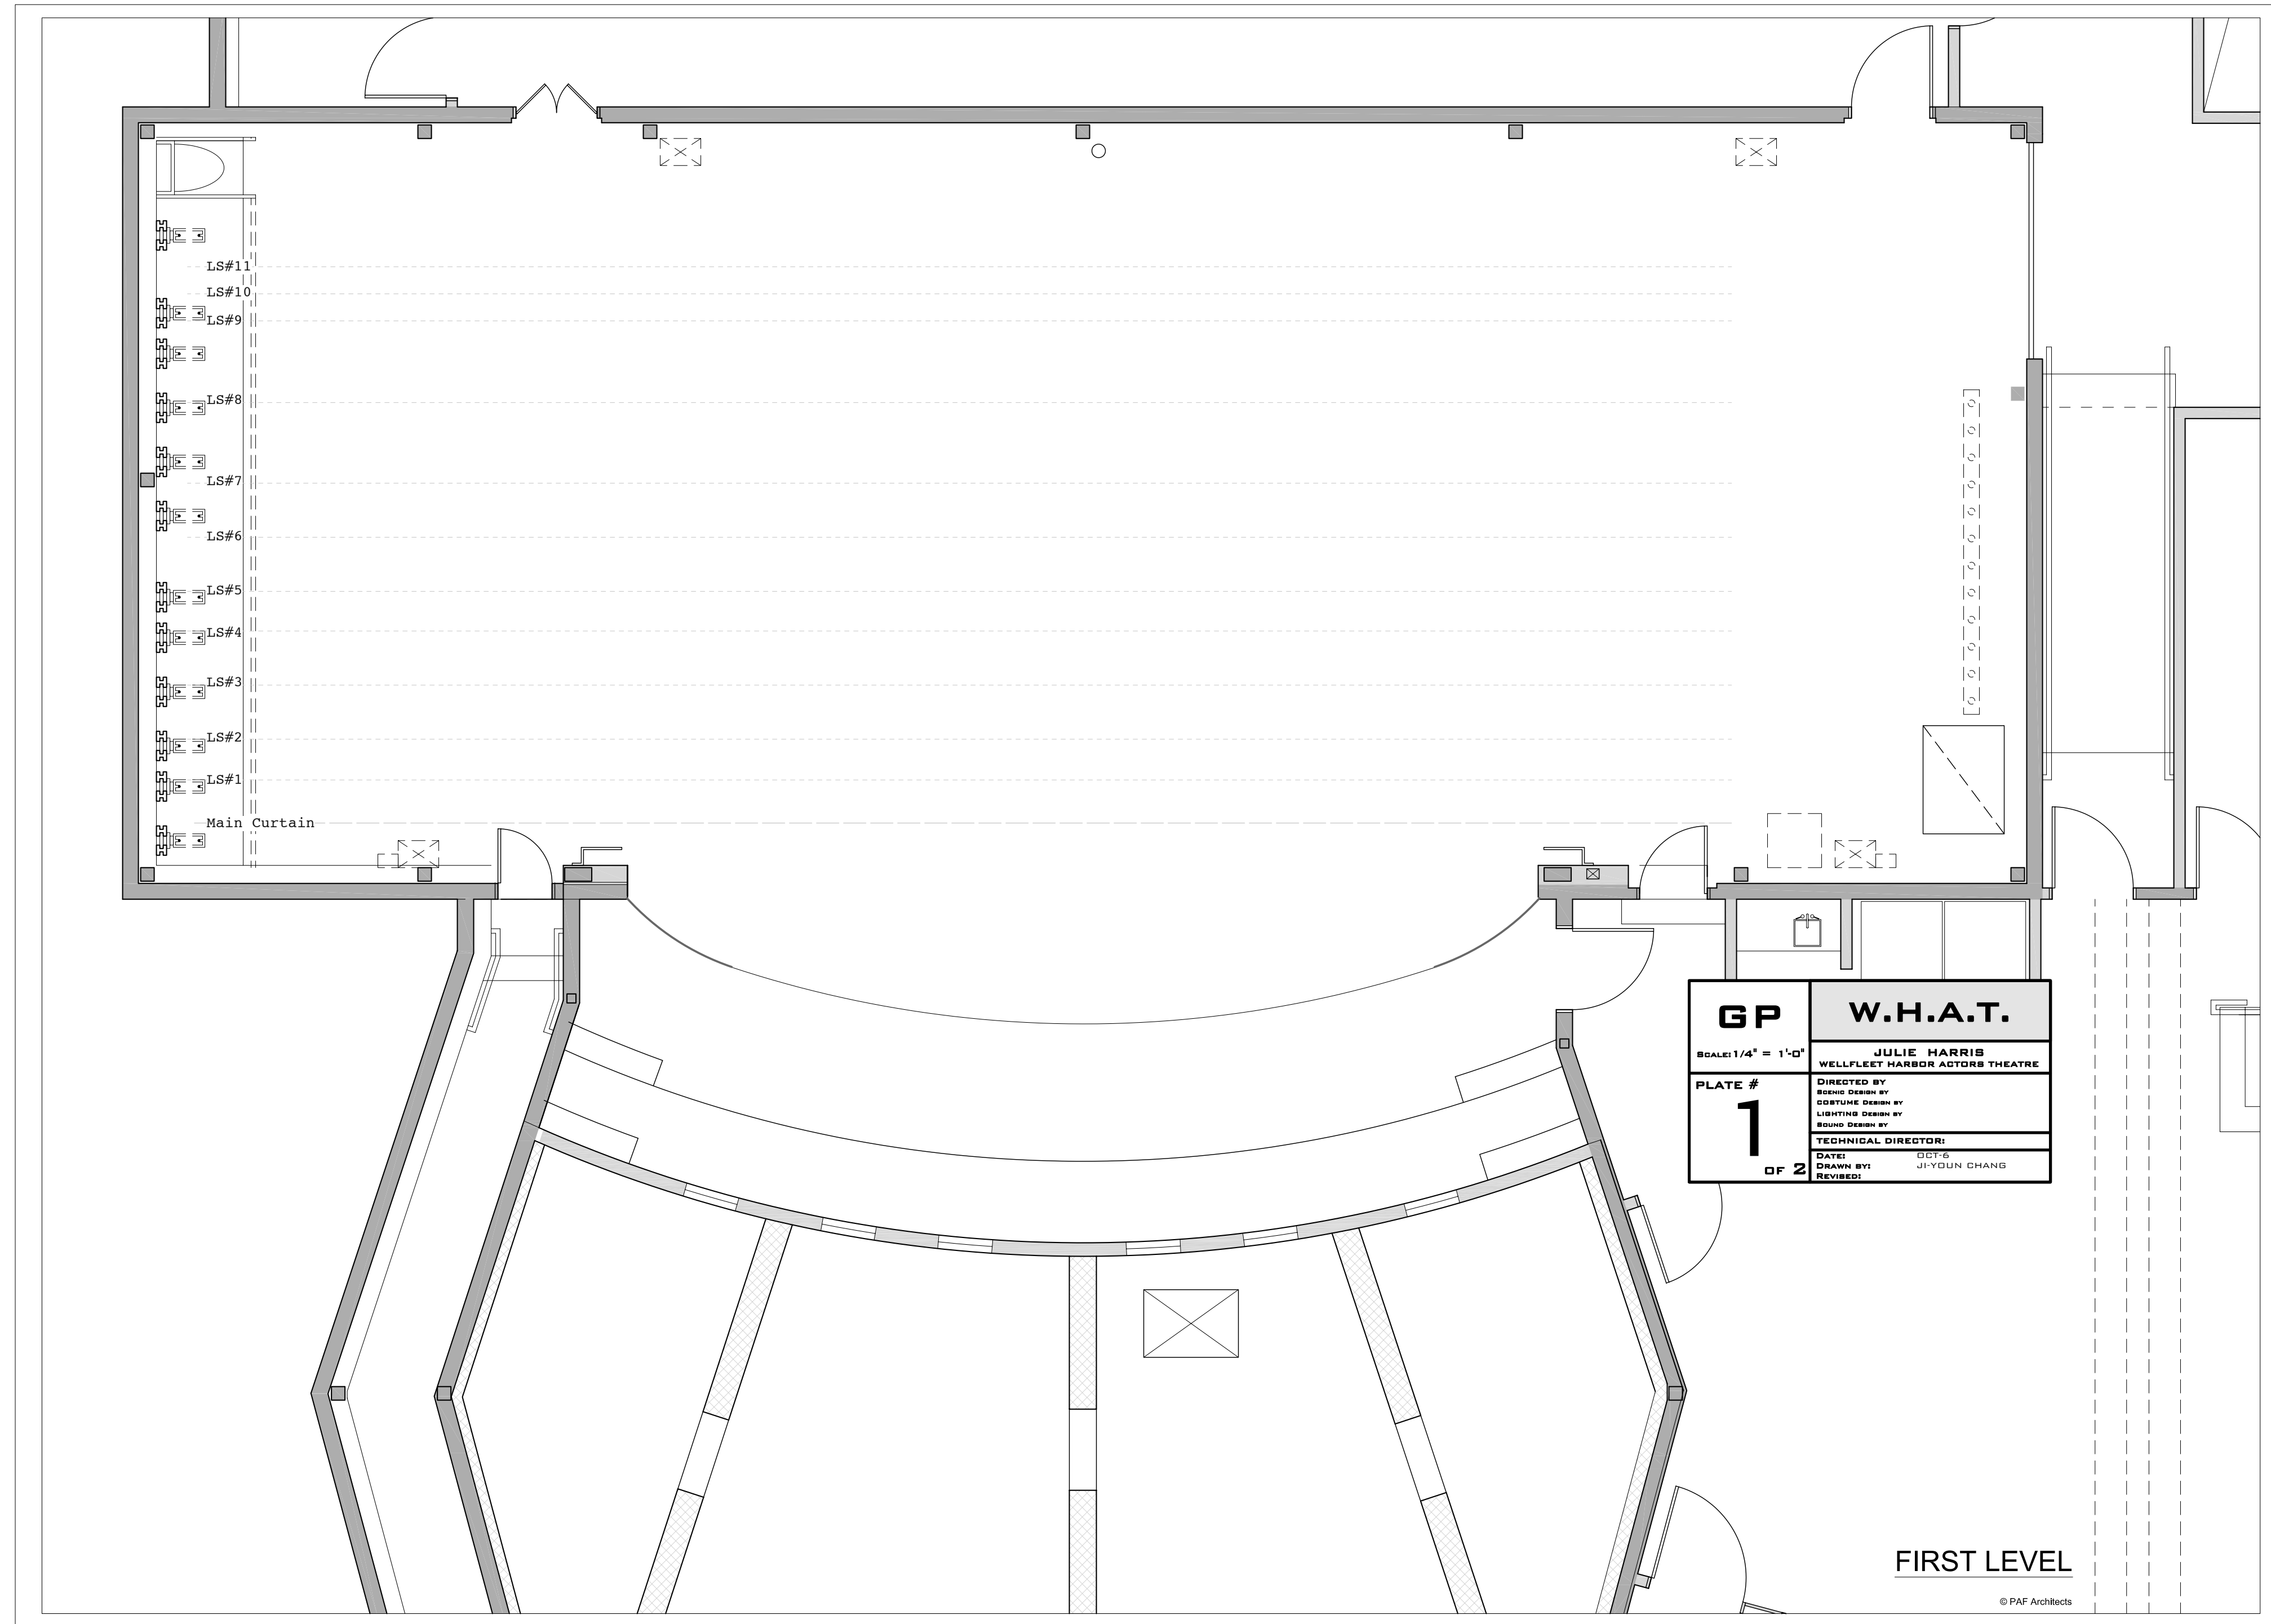 LS#11
LS#10
LS#9
LS#8
LS#7
LS#6
LS#5
LS#4
LS#3
LS#2
LS#1
Main Curtain
GP
SCALE: 1/4" = 1'-0"
W.H.A.T.
JULIE HARRIS
WELLFLEET HARBOR ACTORS THEATRE
PLATE #
1
OF 2
DIRECTED BY
SCENIC DESIGN BY
COSTUME DESIGN BY
LIGHTING DESIGN BY
SOUND DESIGN BY
TECHNICAL DIRECTOR:
DATE: OCT-6
DRAWN BY: JI-YOUN CHANG
REVISED:
FIRST LEVEL
© PAF Architects